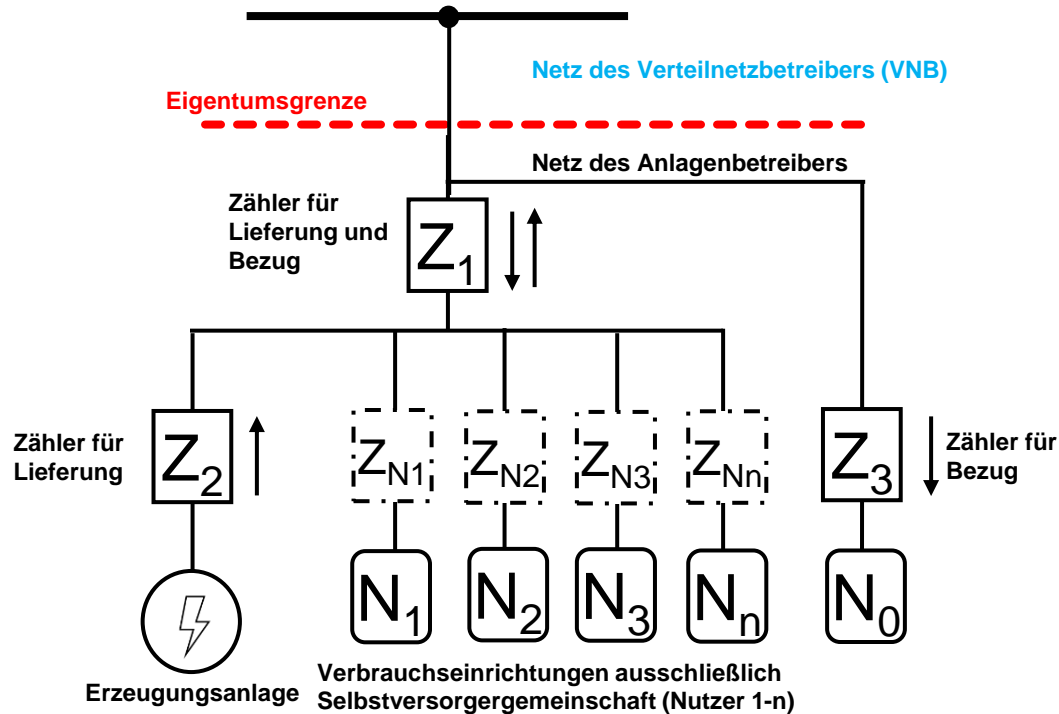 Netz des Verteilnetzbetreibers (VNB)
Eigentumsgrenze
Netz des Anlagenbetreibers
Zähler für
Lieferung und
Bezug
Z1
Zähler für
Lieferung
Z2
ZN1
ZN2
ZN3
ZNn
Z3
Zähler für
Bezug
N1
N2
N3
Nn
N0
Erzeugungsanlage
Verbrauchseinrichtungen ausschließlich
Selbstversorgergemeinschaft (Nutzer 1-n)